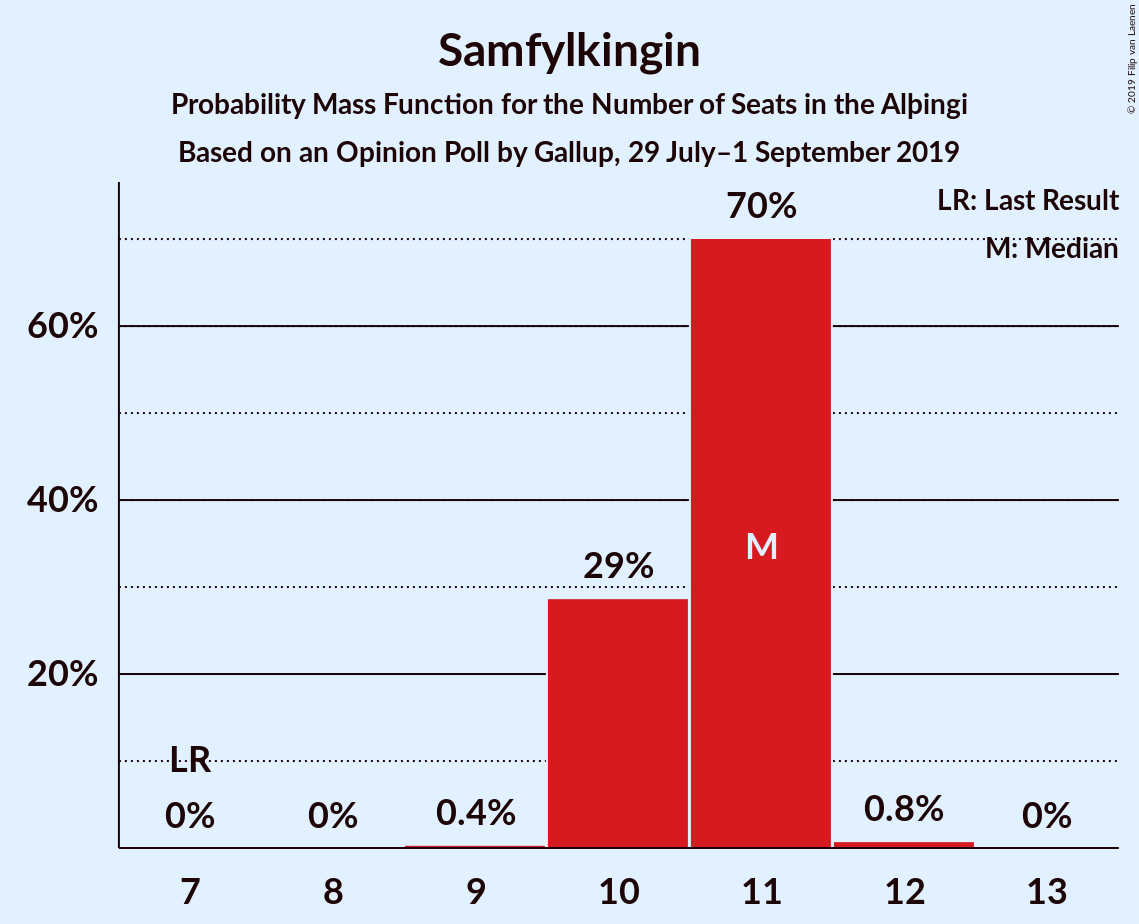 Samfylkingin
Probability Mass Function for the Number of Seats in the Alþingi
Based on an Opinion Poll by Gallup, 29 July–1 September 2019
© 2019 Filip van Laenen
LR: Last Result
M: Median
70%
60%
40%
20%
29%
M
LR
0%
0%
0.4%
0.8%
0%
7
8
9
10
11
12
13